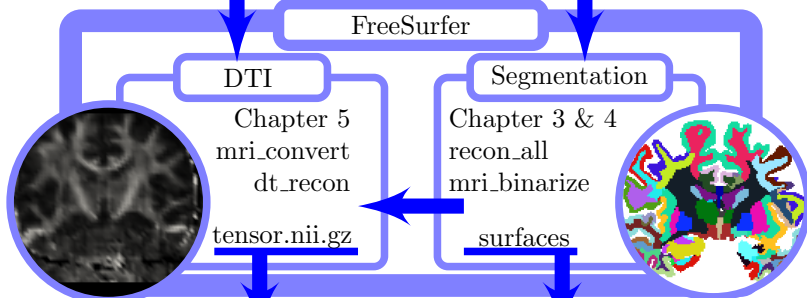 FreeSurfer
DTI
Chapter 5
mri_convert
dt_recon
tensor.nii.gz
Segmentation
Chapter 3 & 4
recon_all
mri_binarize
surfaces